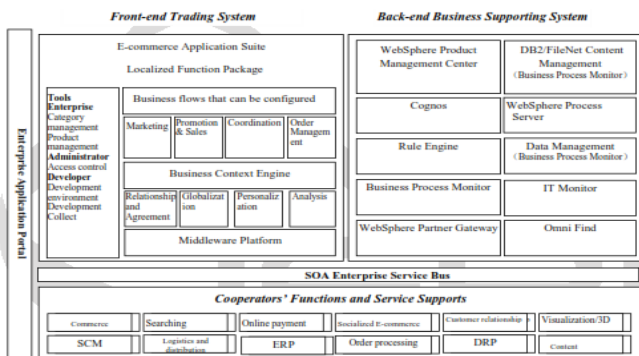 Front-end Trading System
Back-end Business Supporting System
Enterprise Application Portal
E-commerce Application Suite
Localized Function Package
Tools
Enterprise
Category
management
Product
management
Administrator
Access control
Developer
Development
environment
Development
Collect
Business flows that can be configured
Marketing
Promotion
& Sales
Coordination
Order
Managem
ent
Business Context Engine
Relationship
and
Agreement
Globalizat
ion
Personaliz
ation
Analysis
Middleware Platform
WebSphere Product
Management Center
DB2/FileNet Content
Management
(Business Process Monitor)
Cognos
WebSphere Process
Server
Rule Engine
Data Management
(Business Process Monitor)
Business Process Monitor
IT Monitor
WebSphere Partner Gateway
Omni Find
SOA Enterprise Service Bus
Cooperators' Functions and Service Supports
Commerce
Searching
Online payment
Socialized E-commerce
Customer relationship
Visualization/3D
SCM
Logistics and
distribution
ERP
Order processing
DRP
Content